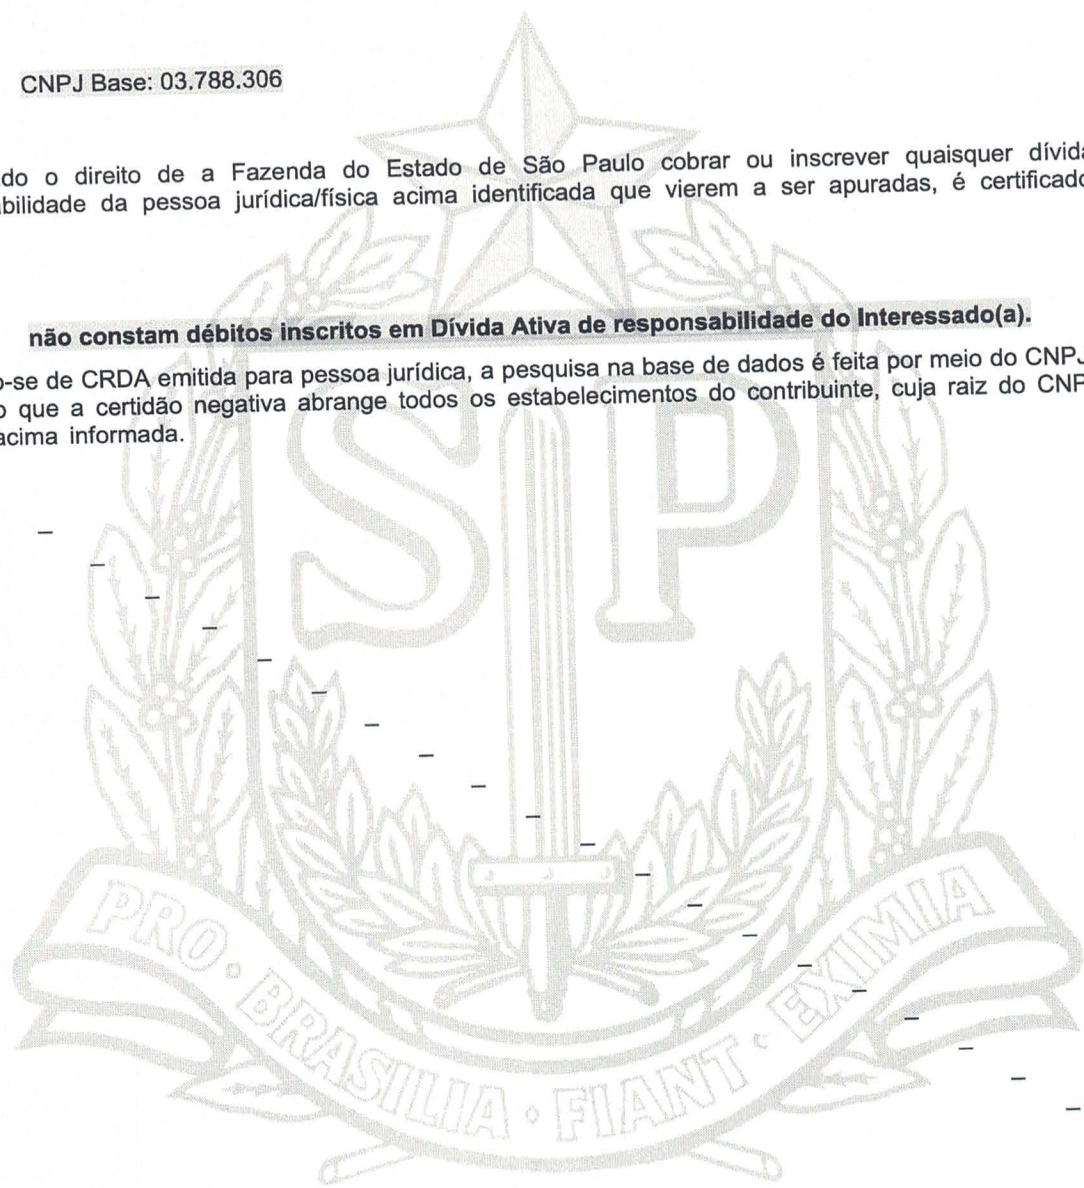 CNPJ Base: 03.788.306
do o direito de a Fazenda do Estado de São Paulo cobrar ou inscrever quaisquer dívida
bilidade da pessoa jurídica/física acima identificada que vierem a ser apuradas, é certificado
não constam débitos inscritos em Dívida Ativa de responsabilidade do Interessado(a).
o-se de CRDA emitida para pessoa jurídica, a pesquisa na base de dados é feita por meio do CNPJ
o que a certidão negativa abrange todos os estabelecimentos do contribuinte, cuja raiz do CNP
acima informada.
SP
PRO · BRASILIA · FIANT · EXIMIA